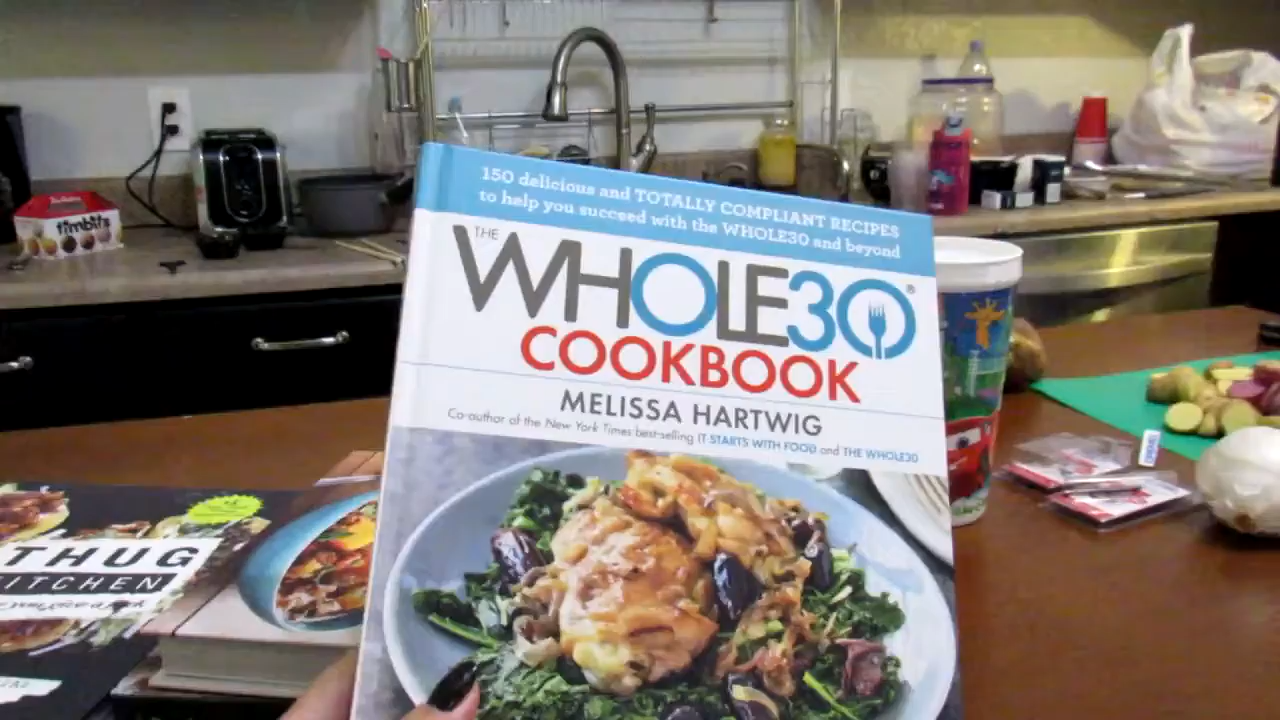 150 delicious and TOTALLY COMPLIANT RECIPES
to help you succeed with the WHOLE30 and beyond
THE
WHOLE30®
COOKBOOK
MELISSA HARTWIG
Co-author of the New York Times best-selling IT STARTS WITH FOOD and THE WHOLE30
timbits
THUG
KITCHEN